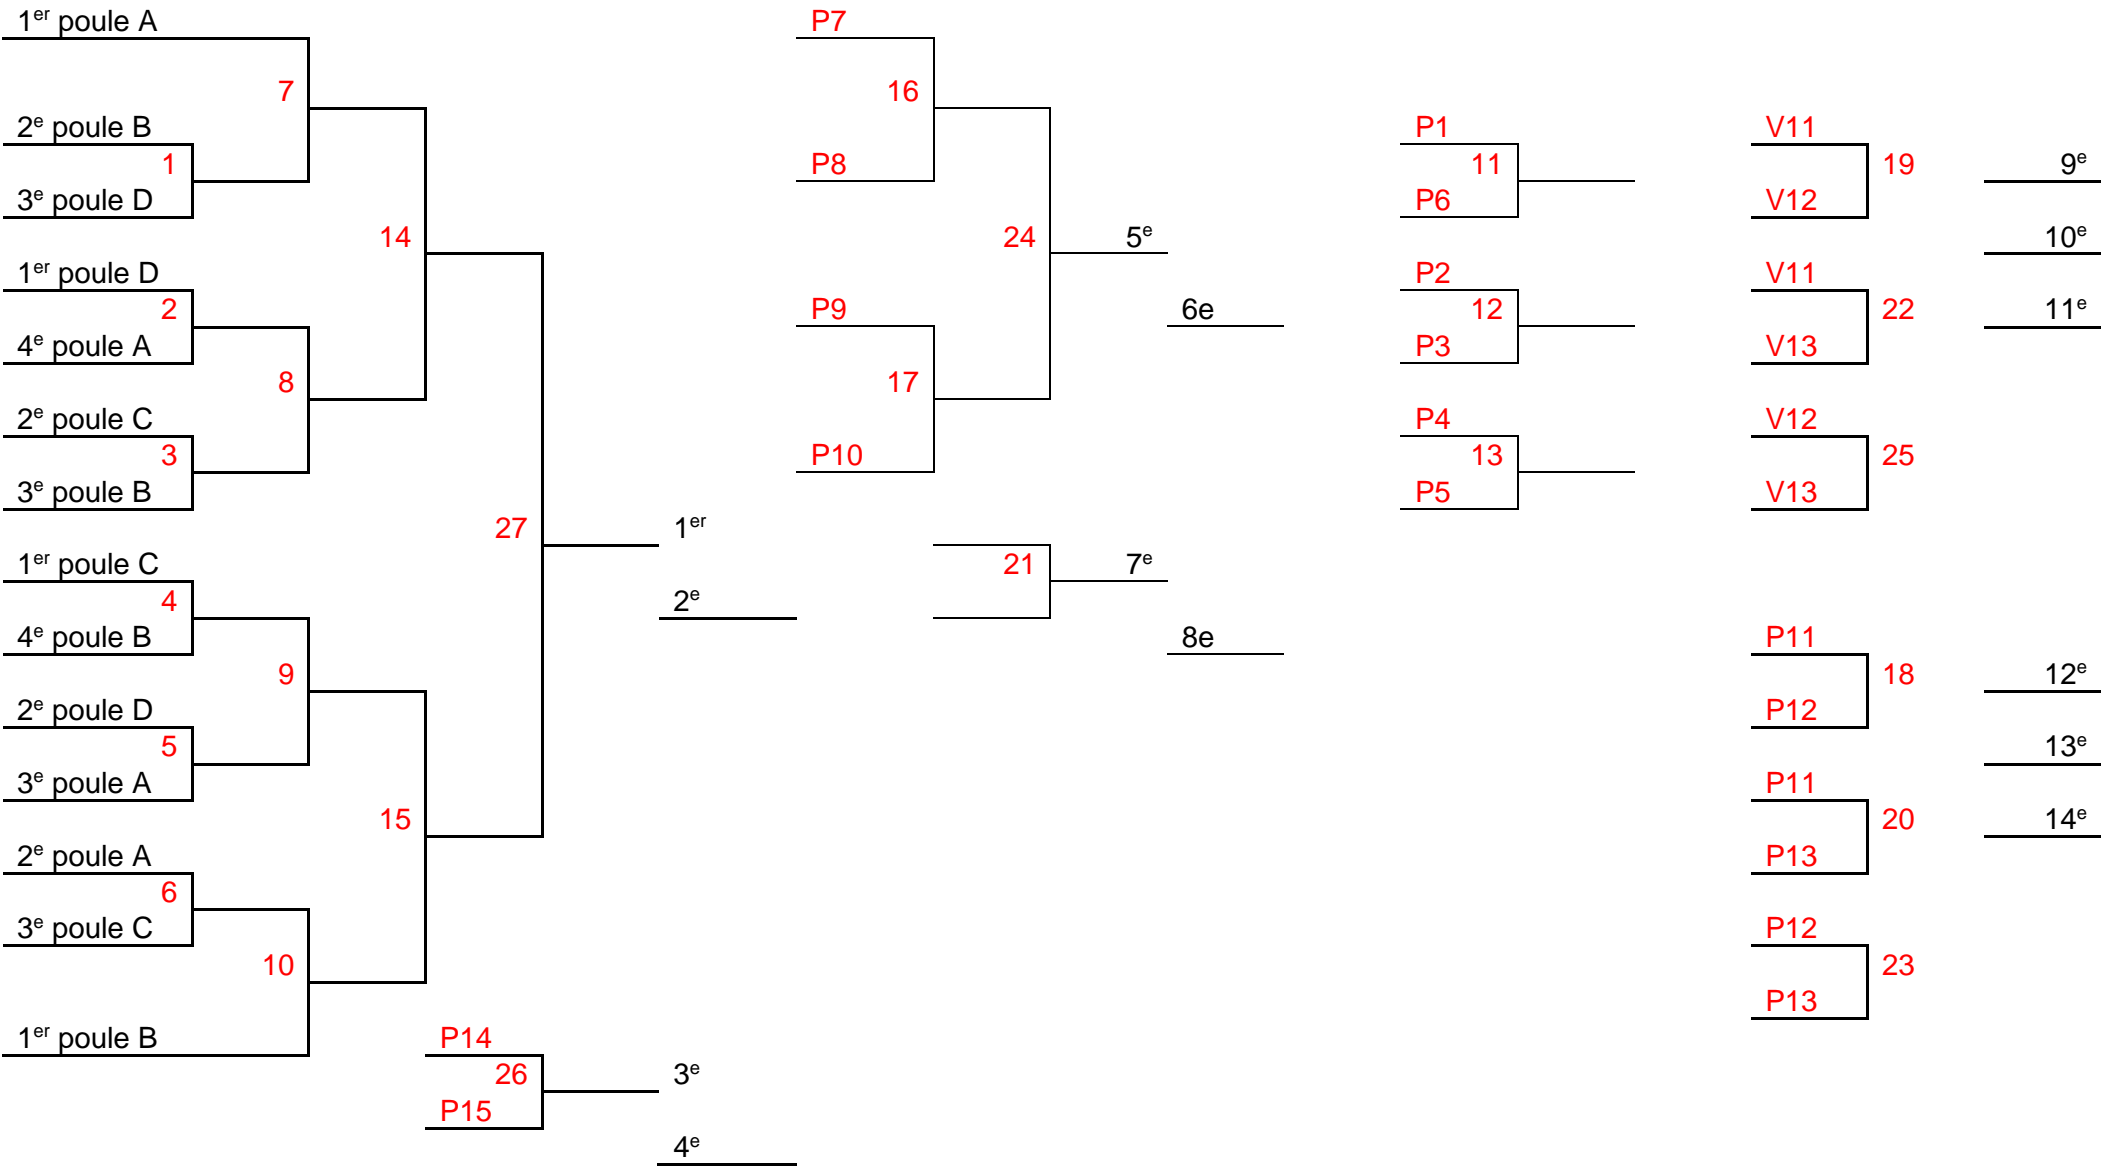 1er poule A
7
2e poule B
1
3e poule D
14
1er poule D
2
4e poule A
8
2e poule C
3
3e poule B
27
1er
2e
1er poule C
4
4e poule B
9
2e poule D
5
3e poule A
15
2e poule A
6
3e poule C
10
1er poule B
P14
26
P15
3e
4e
P7
16
P8
24
5e
6e
P9
17
P10
21
7e
8e
P1
11
P6
P2
12
P3
P4
13
P5
V11
19
V12
V11
22
V13
V12
25
V13
9e
10e
11e
P11
18
P12
P11
20
P13
P12
23
P13
12e
13e
14e